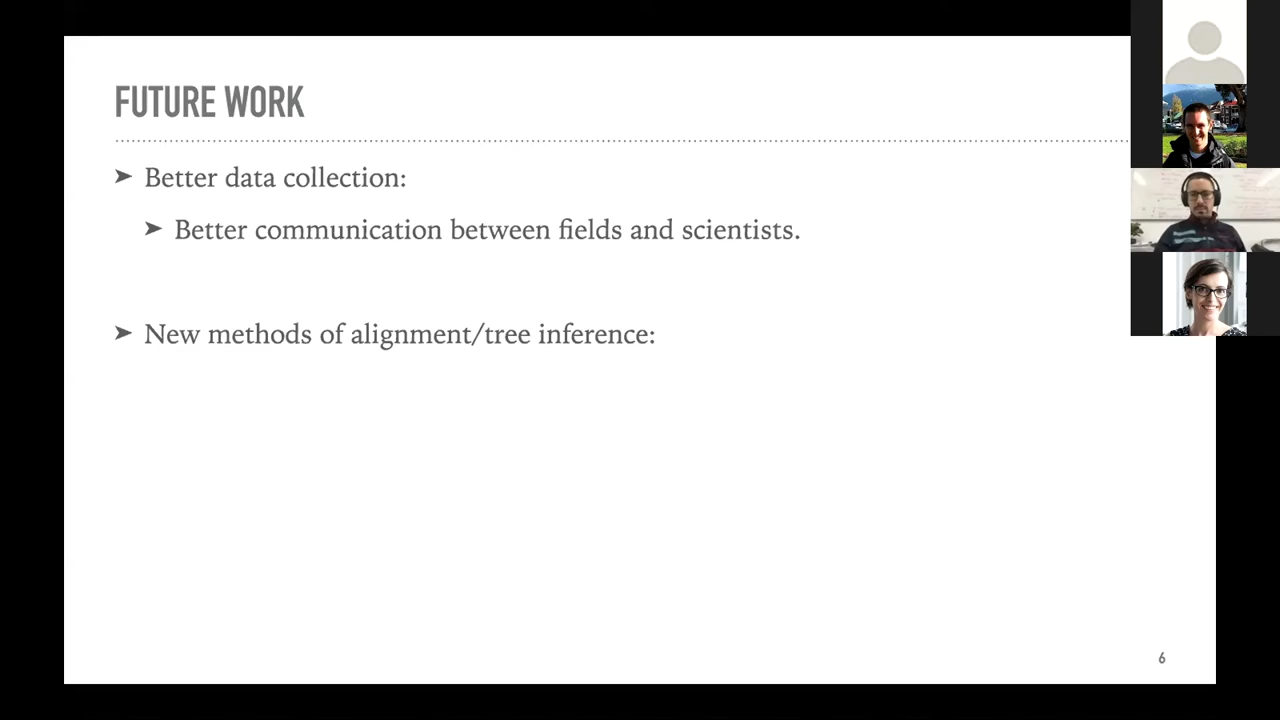 FUTURE WORK
➤ Better data collection:
➤ Better communication between fields and scientists.
➤ New methods of alignment/tree inference:
6